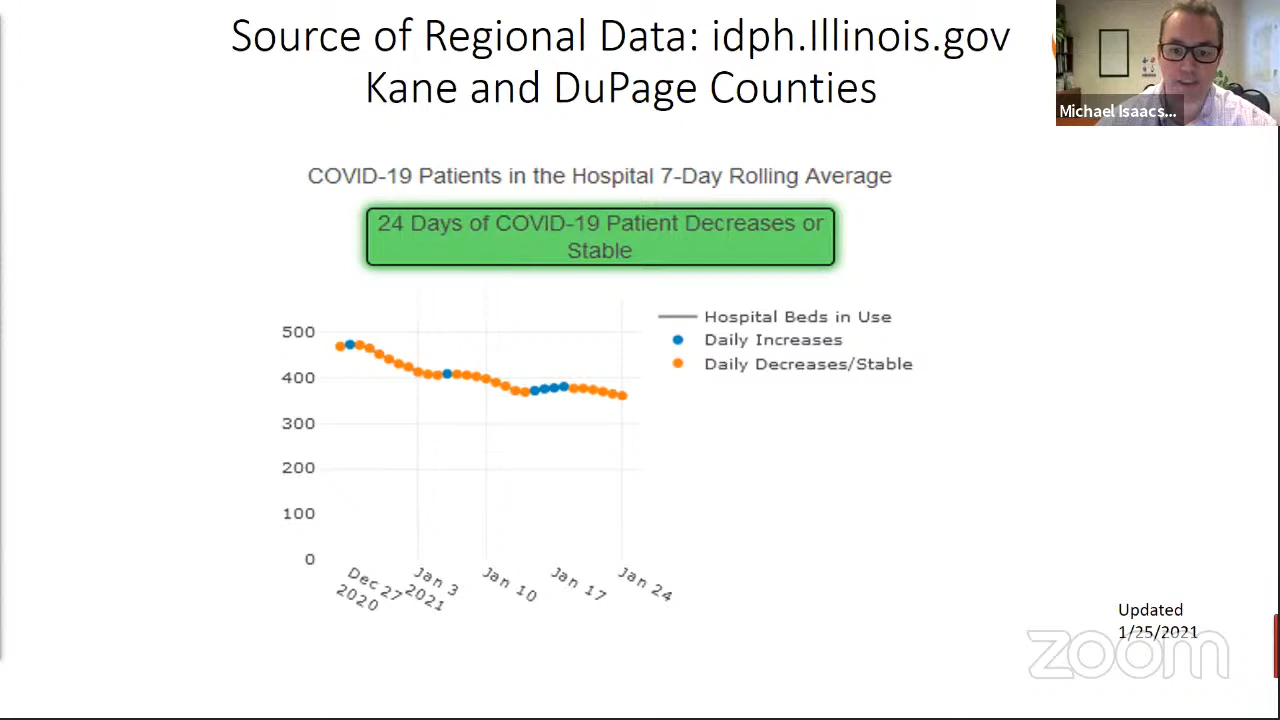 Source of Regional Data: idph.Illinois.gov
Kane and DuPage Counties
Michael Isaacs...
COVID-19 Patients in the Hospital 7-Day Rolling Average
24 Days of COVID-19 Patient Decreases or
Stable
Hospital Beds in Use
Daily Increases
Daily Decreases/Stable
500
400
300
200
100
0
Dec 27
2020
Jan 3
2021
Jan 10
Jan 17
Jan 24
Updated
1/25/2021
zoom